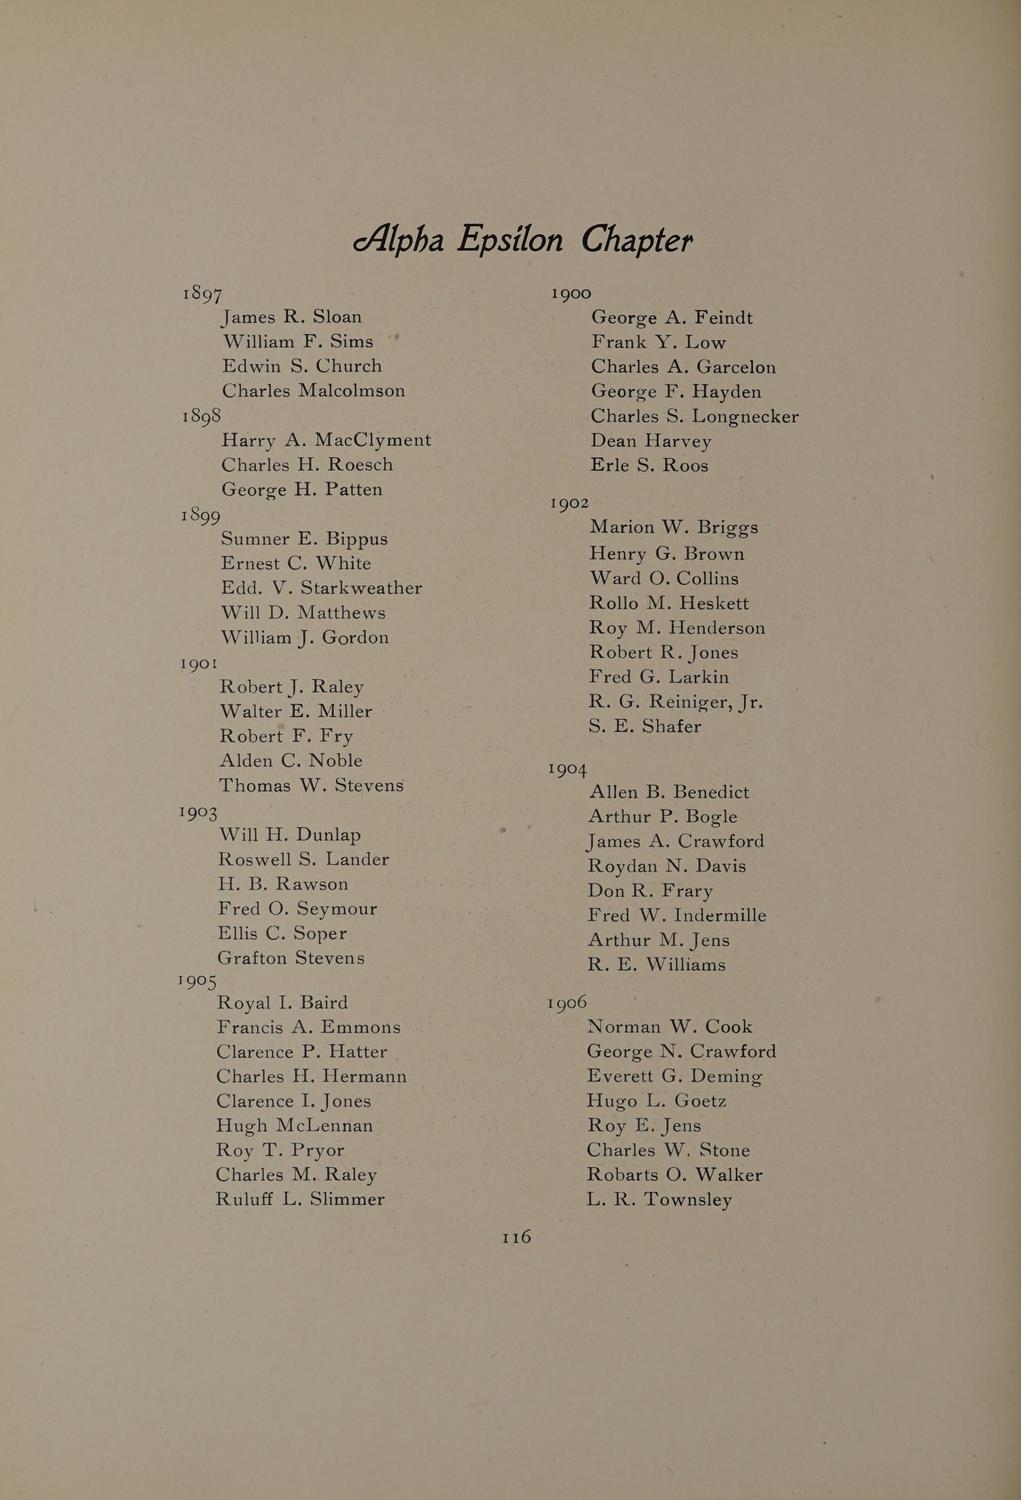 Alpha Epsilon Chapter
1897
James R. Sloan
William F. Sims
Edwin S. Church
Charles Malcolmson
1898
Harry A. MacClyment
Charles H. Roesch
George H. Patten
1899
Sumner E. Bippus
Ernest C. White
Edd. V. Starkweather
Will D. Matthews
William J. Gordon
1901
Robert J. Raley
Walter E. Miller
Robert F. Fry
Alden C. Noble
Thomas W. Stevens
1903
Will H. Dunlap
Roswell S. Lander
H. B. Rawson
Fred O. Seymour
Ellis C. Soper
Grafton Stevens
1905
Royal I. Baird
Francis A. Emmons
Clarence P. Hatter
Charles H. Hermann
Clarence I. Jones
Hugh McLennan
Roy T. Pryor
Charles M. Raley
Ruluff L. Slimmer
1900
George A. Feindt
Frank Y. Low
Charles A. Garcelon
George F. Hayden
Charles S. Longnecker
Dean Harvey
Erle S. Roos
1902
Marion W. Briggs
Henry G. Brown
Ward O. Collins
Rollo M. Heskett
Roy M. Henderson
Robert R. Jones
Fred G. Larkin
R. G. Reiniger, Jr.
S. E. Shafer
1904
Allen B. Benedict
Arthur P. Bogle
James A. Crawford
Roydan N. Davis
Don R. Frary
Fred W. Indermille
Arthur M. Jens
R. E. Williams
1906
Norman W. Cook
George N. Crawford
Everett G. Deming
Hugo L. Goetz
Roy E. Jens
Charles W. Stone
Robarts O. Walker
L. R. Townsley
116